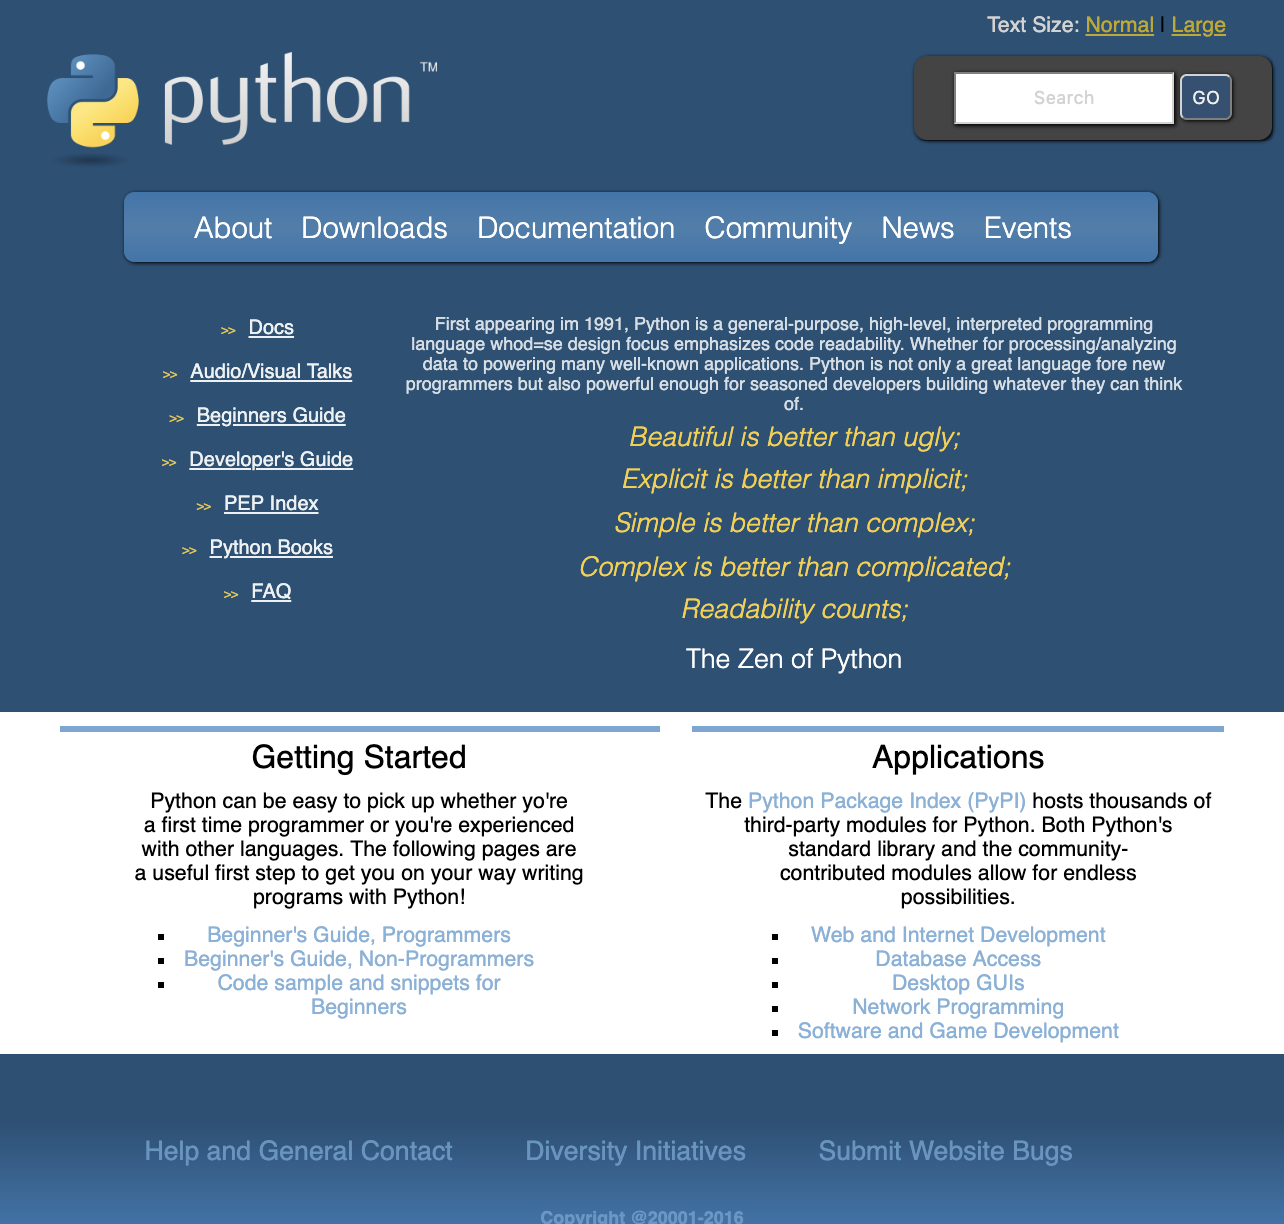 Text Size: Normal | Large
python ™
Search GO
About Downloads Documentation Community News Events
>> Docs
>> Audio/Visual Talks
>> Beginners Guide
>> Developer's Guide
>> PEP Index
>> Python Books
>> FAQ
First appearing im 1991, Python is a general-purpose, high-level, interpreted programming
language whod=se design focus emphasizes code readability. Whether for processing/analyzing
data to powering many well-known applications. Python is not only a great language fore new
programmers but also powerful enough for seasoned developers building whatever they can think
of.
Beautiful is better than ugly;
Explicit is better than implicit;
Simple is better than complex;
Complex is better than complicated;
Readability counts;
The Zen of Python
Getting Started
Python can be easy to pick up whether yo're
a first time programmer or you're experienced
with other languages. The following pages are
a useful first step to get you on your way writing
programs with Python!
▪ Beginner's Guide, Programmers
▪ Beginner's Guide, Non-Programmers
▪ Code sample and snippets for
Beginners
Applications
The Python Package Index (PyPI) hosts thousands of
third-party modules for Python. Both Python's
standard library and the community-
contributed modules allow for endless
possibilities.
▪ Web and Internet Development
▪ Database Access
▪ Desktop GUIs
▪ Network Programming
▪ Software and Game Development
Help and General Contact Diversity Initiatives Submit Website Bugs
Copyright @20001-2016